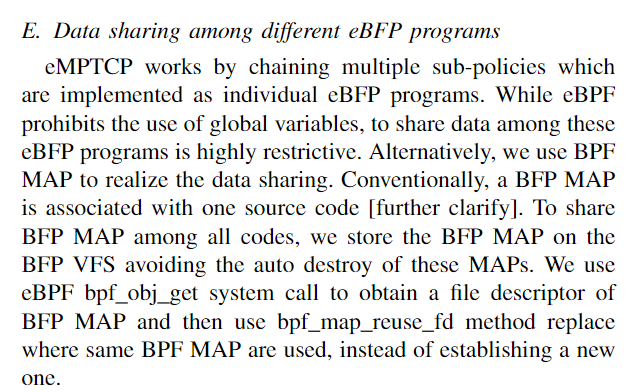 E. Data sharing among different eBFP programs
eMPTCP works by chaining multiple sub-policies which
are implemented as individual eBFP programs. While eBPF
prohibits the use of global variables, to share data among these
eBFP programs is highly restrictive. Alternatively, we use BPF
MAP to realize the data sharing. Conventionally, a BFP MAP
is associated with one source code [further clarify]. To share
BFP MAP among all codes, we store the BFP MAP on the
BFP VFS avoiding the auto destroy of these MAPs. We use
eBPF bpf_obj_get system call to obtain a file descriptor of
BFP MAP and then use bpf_map_reuse_fd method replace
where same BPF MAP are used, instead of establishing a new
one.